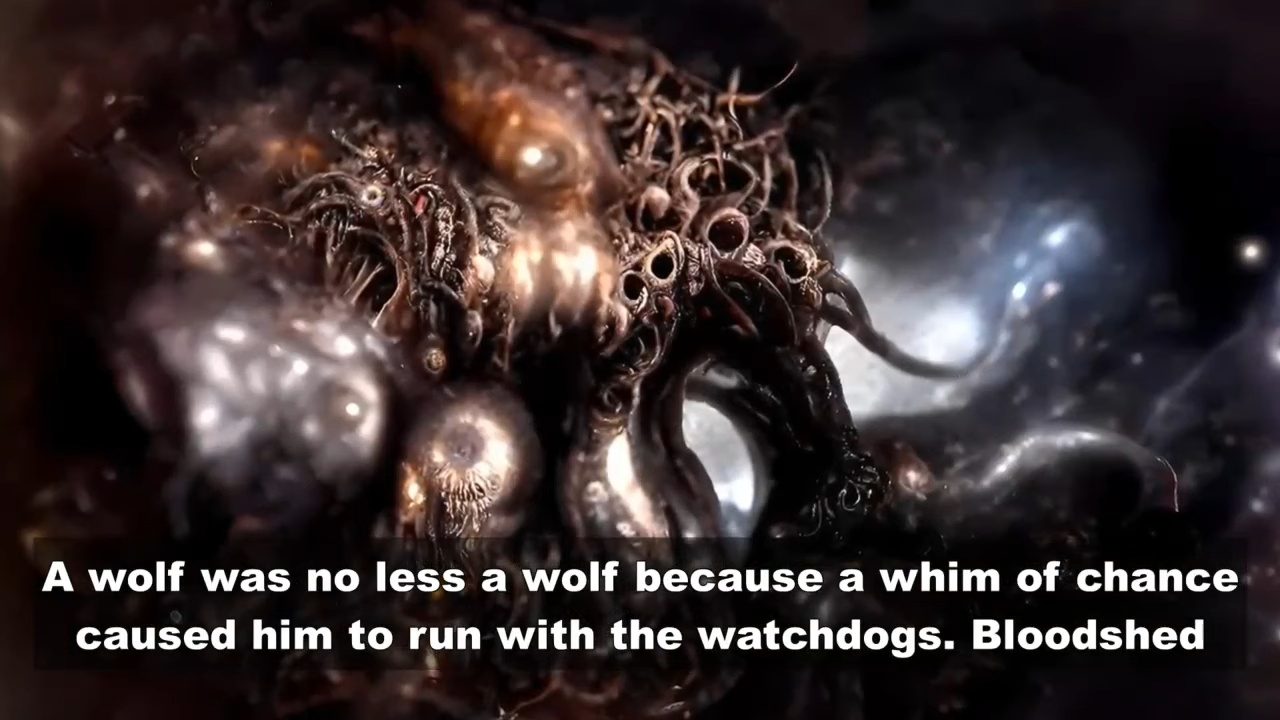 A wolf was no less a wolf because a whim of chance
caused him to run with the watchdogs. Bloodshed